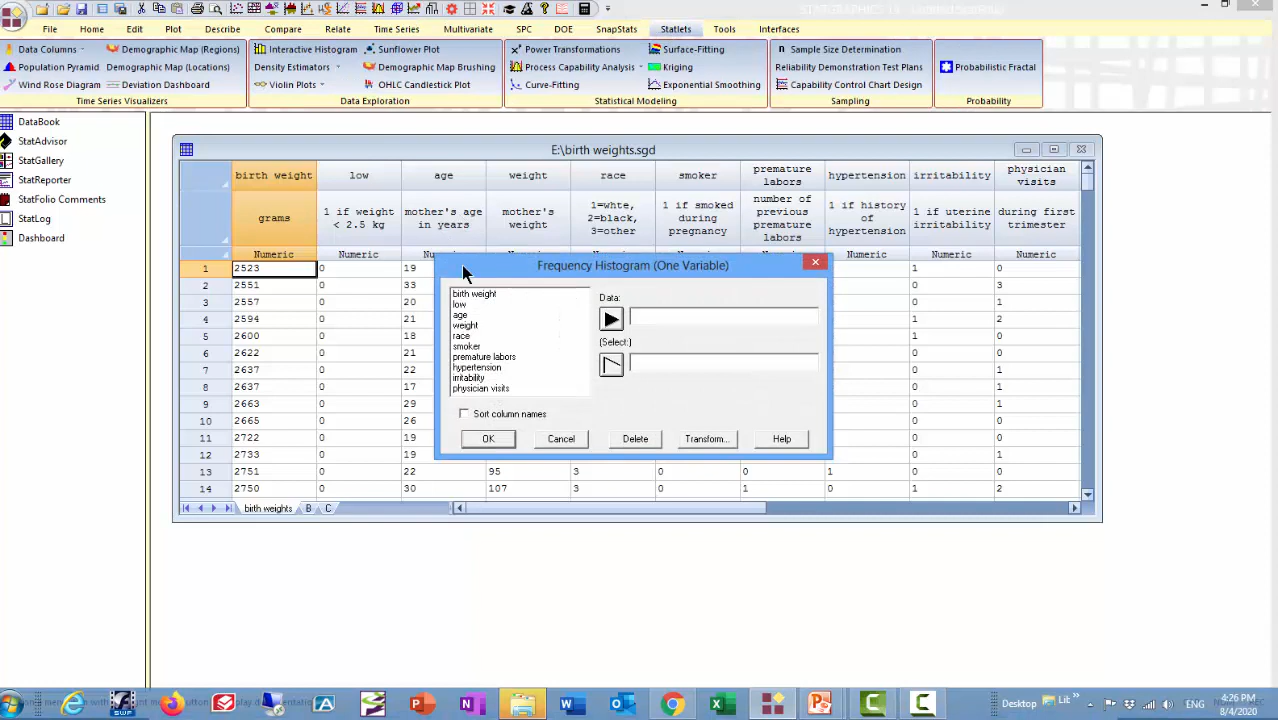 File Home Edit Plot Describe Compare Relate Time Series Multivariate SPC DOE SnapStats Statlets Tools Interfaces
Data Columns Demographic Map (Regions) Interactive Histogram Sunflower Plot Power Transformations Surface-Fitting Sample Size Determination
Population Pyramid Demographic Map (Locations) Density Estimators Demographic Map Brushing Process Capability Analysis Kriging Reliability Demonstration Test Plans Probabilistic Fractal
Wind Rose Diagram Deviation Dashboard Violin Plots OHLC Candlestick Plot Curve-Fitting Exponential Smoothing Capability Control Chart Design
Time Series Visualizers Data Exploration Statistical Modeling Sampling Probability
DataBook
StatAdvisor
StatGallery
StatReporter
StatFolio Comments
StatLog
Dashboard
E:\birth weights.sgd
birth weight low age weight race smoker premature labors hypertension irritability physician visits
grams 1 if weight < 2.5 kg mother's age in years mother's weight 1=whte, 2=black, 3=other 1 if smoked during pregnancy number of previous premature labors 1 if history of hypertension 1 if uterine irritability during first trimester
Numeric Numeric Numeric Numeric Numeric
1 2523 0 19 1 0
2 2551 0 33 0 3
3 2557 0 20 0 1
4 2594 0 21 1 2
5 2600 0 18 1 0
6 2622 0 21 0 0
7 2637 0 22 0 1
8 2637 0 17 0 1
9 2663 0 29 0 1
10 2665 0 26 0 0
11 2722 0 19 0 0
12 2733 0 19 0 1
13 2751 0 22 95 3 0 0 1 0 0
14 2750 0 30 107 3 0 1 0 1 2
birth weights B C
Frequency Histogram (One Variable)
birth weight
low
age
weight
race
smoker
premature labors
hypertension
irritability
physician visits
Data:
(Select:)
Sort column names
OK Cancel Delete Transform... Help
Desktop Lib » ENG 4:26 PM
8/4/2020